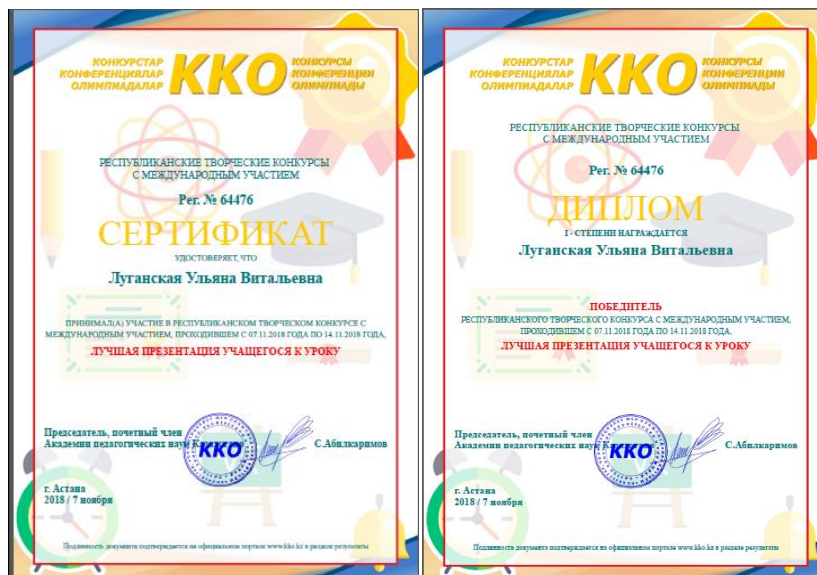 КОНКУРСТАР
КОНФЕРЕНЦИЯЛАР
ОЛИМПИАДАЛАР
ККО
КОНКУРСЫ
КОНФЕРЕНЦИИ
ОЛИМПИАДЫ
РЕСПУБЛИКАНСКИЕ ТВОРЧЕСКИЕ КОНКУРСЫ
С МЕЖДУНАРОДНЫМ УЧАСТИЕМ
Рег. № 64476
СЕРТИФИКАТ
УДОСТОВЕРЯЕТ, ЧТО
Луганская Ульяна Витальевна
ПРИНИМАЛ(А) УЧАСТИЕ В РЕСПУБЛИКАНСКОМ ТВОРЧЕСКОМ КОНКУРСЕ С
МЕЖДУНАРОДНЫМ УЧАСТИЕМ, ПРОХОДИВШЕМ С 07.11.2018 ГОДА ПО 14.11.2018 ГОДА,
ЛУЧШАЯ ПРЕЗЕНТАЦИЯ УЧАЩЕГОСЯ К УРОКУ
Председатель, почетный член
Академии педагогических наук Казахстана
С.Абилкаримов
ККО
г. Астана
2018 / 7 ноября
Подлинность документа подтверждается на официальном портале www.kko.kz в разделе результаты
КОНКУРСТАР
КОНФЕРЕНЦИЯЛАР
ОЛИМПИАДАЛАР
ККО
КОНКУРСЫ
КОНФЕРЕНЦИИ
ОЛИМПИАДЫ
РЕСПУБЛИКАНСКИЕ ТВОРЧЕСКИЕ КОНКУРСЫ
С МЕЖДУНАРОДНЫМ УЧАСТИЕМ
Рег. № 64476
ДИПЛОМ
I - СТЕПЕНИ НАГРАЖДАЕТСЯ
Луганская Ульяна Витальевна
ПОБЕДИТЕЛЬ
РЕСПУБЛИКАНСКОГО ТВОРЧЕСКОГО КОНКУРСА С МЕЖДУНАРОДНЫМ УЧАСТИЕМ,
ПРОХОДИВШЕМ С 07.11.2018 ГОДА ПО 14.11.2018 ГОДА,
ЛУЧШАЯ ПРЕЗЕНТАЦИЯ УЧАЩЕГОСЯ К УРОКУ
Председатель, почетный член
Академии педагогических наук Казахстана
С.Абилкаримов
ККО
г. Астана
2018 / 7 ноября
Подлинность документа подтверждается на официальном портале www.kko.kz в разделе результаты